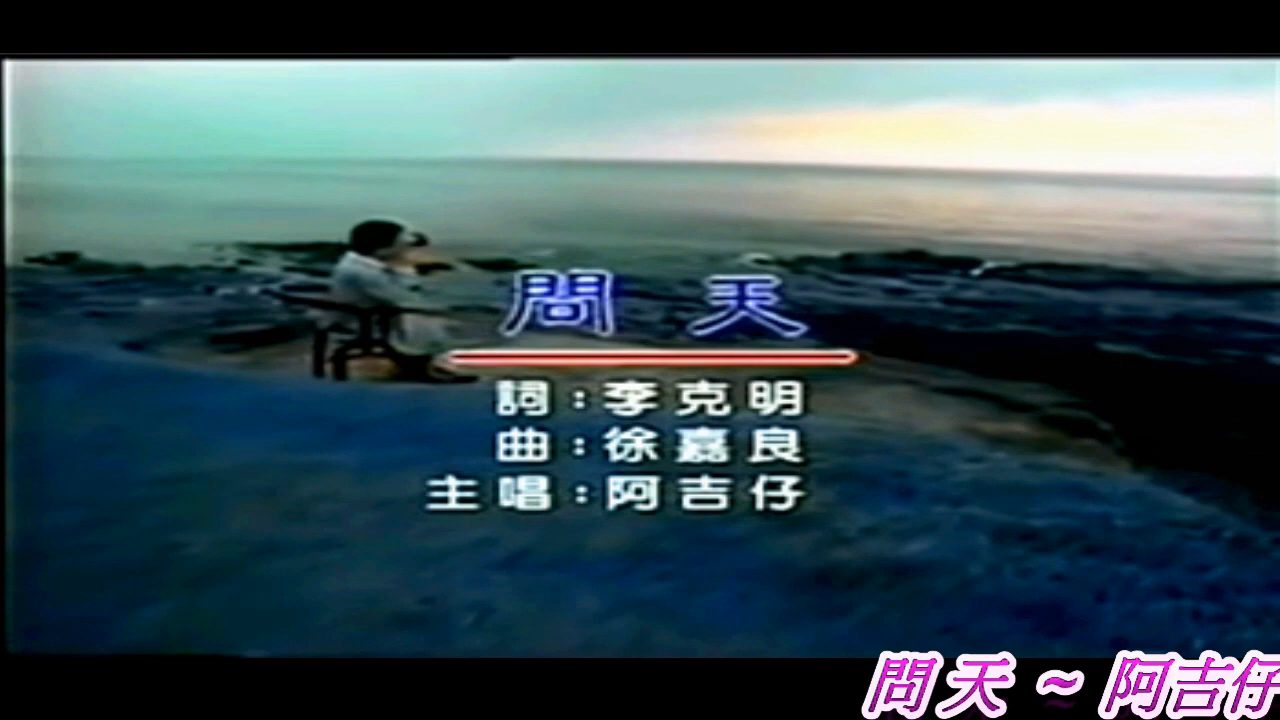 問天
詞：李克明
曲：徐嘉良
主唱：阿吉仔
問天 ~ 阿吉仔